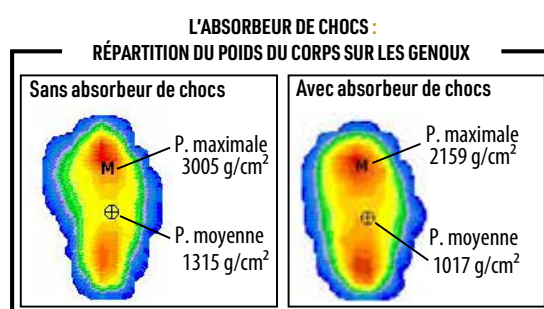 L'ABSORBEUR DE CHOCS :
RÉPARTITION DU POIDS DU CORPS SUR LES GENOUX
Sans absorbeur de chocs
P. maximale
3005 g/cm²
M
P. moyenne
1315 g/cm²
Avec absorbeur de chocs
P. maximale
2159 g/cm²
M
P. moyenne
1017 g/cm²